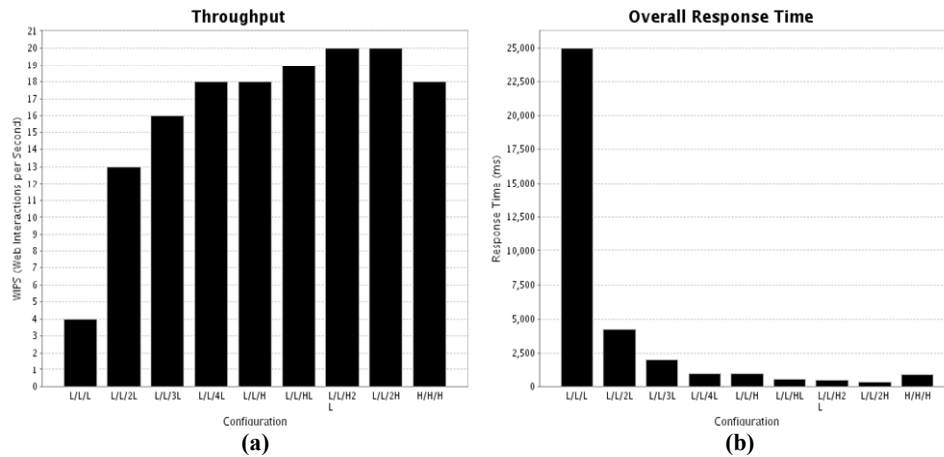 Throughput
WIPS (Web Interactions per Second)
21
20
19
18
17
16
15
14
13
12
11
10
9
8
7
6
5
4
3
2
1
0
L/L/L L/L/2L L/L/3L L/L/4L L/L/H L/L/HL L/L/H2 L/L/2H H/H/H
L
Configuration
(a)
Overall Response Time
Response Time (ms)
25,000
22,500
20,000
17,500
15,000
12,500
10,000
7,500
5,000
2,500
0
L/L/L L/L/2L L/L/3L L/L/4L L/L/H L/L/HL L/L/H2 L/L/2H H/H/H
L
Configuration
(b)